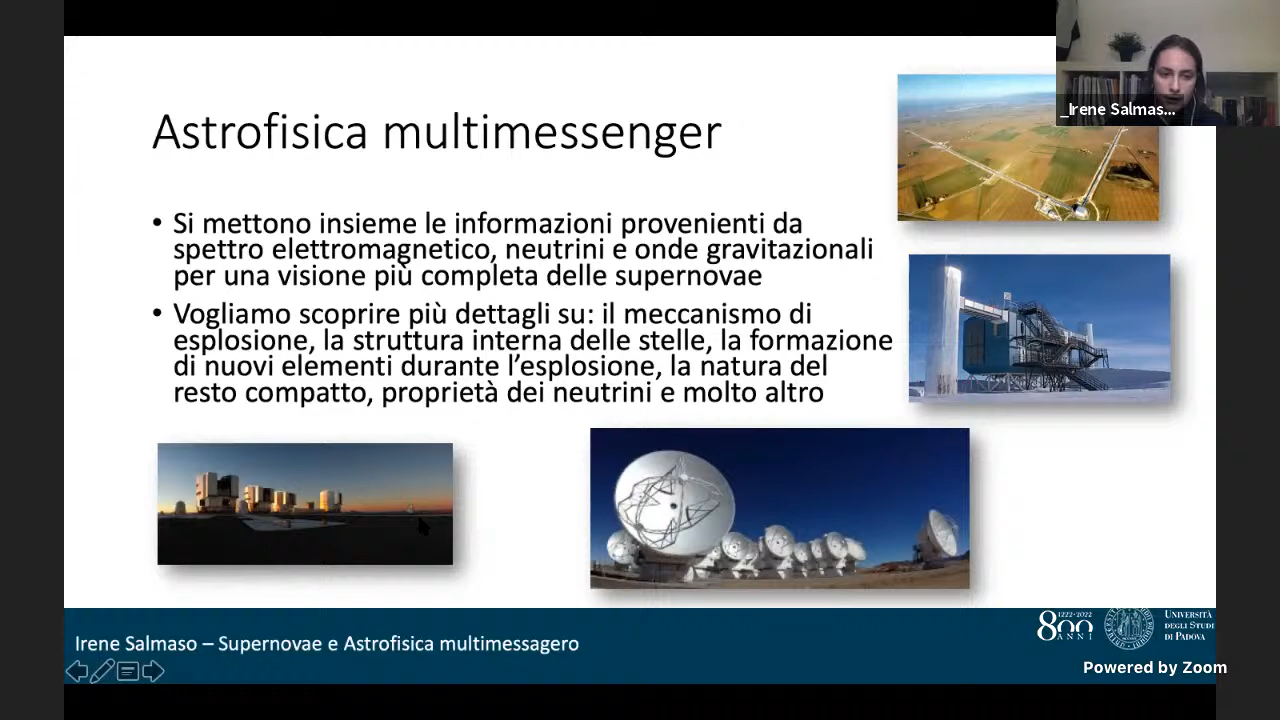 Astrofisica multimessenger
_Irene Salmas...
• Si mettono insieme le informazioni provenienti da
spettro elettromagnetico, neutrini e onde gravitazionali
per una visione più completa delle supernovae
• Vogliamo scoprire più dettagli su: il meccanismo di
esplosione, la struttura interna delle stelle, la formazione
di nuovi elementi durante l’esplosione, la natura del
resto compatto, proprietà dei neutrini e molto altro
Irene Salmaso – Supernovae e Astrofisica multimessagero
1222·2022
800
ANNI
UNIVERSITÀ
DEGLI STUDI
DI PADOVA
Powered by Zoom